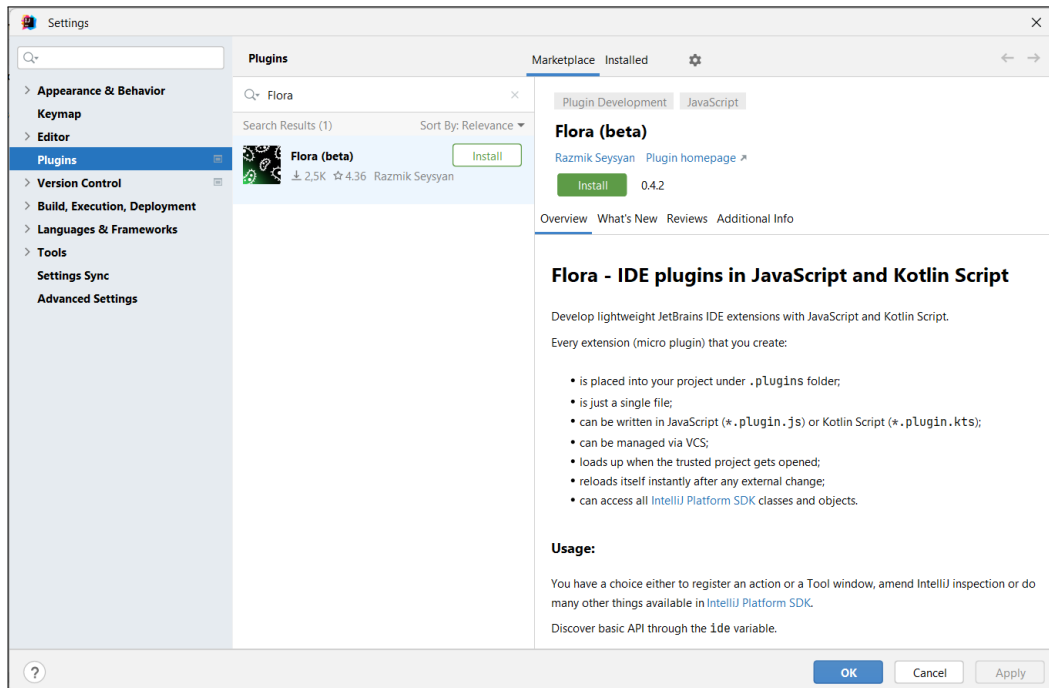 Settings
Plugins
Marketplace Installed
Appearance & Behavior
Keymap
Editor
Plugins
Version Control
Build, Execution, Deployment
Languages & Frameworks
Tools
Settings Sync
Advanced Settings
Flora
Search Results (1) Sort By: Relevance
Flora (beta) Install
2,5K 4.36 Razmik Seysyan
Plugin Development JavaScript
Flora (beta)
Razmik Seysyan Plugin homepage
Install 0.4.2
Overview What's New Reviews Additional Info
Flora - IDE plugins in JavaScript and Kotlin Script
Develop lightweight JetBrains IDE extensions with JavaScript and Kotlin Script.
Every extension (micro plugin) that you create:
• is placed into your project under .plugins folder;
• is just a single file;
• can be written in JavaScript (*.plugin.js) or Kotlin Script (*.plugin.kts);
• can be managed via VCS;
• loads up when the trusted project gets opened;
• reloads itself instantly after any external change;
• can access all IntelliJ Platform SDK classes and objects.
Usage:
You have a choice either to register an action or a Tool window, amend IntelliJ inspection or do
many other things available in IntelliJ Platform SDK.
Discover basic API through the ide variable.
?
OK Cancel Apply